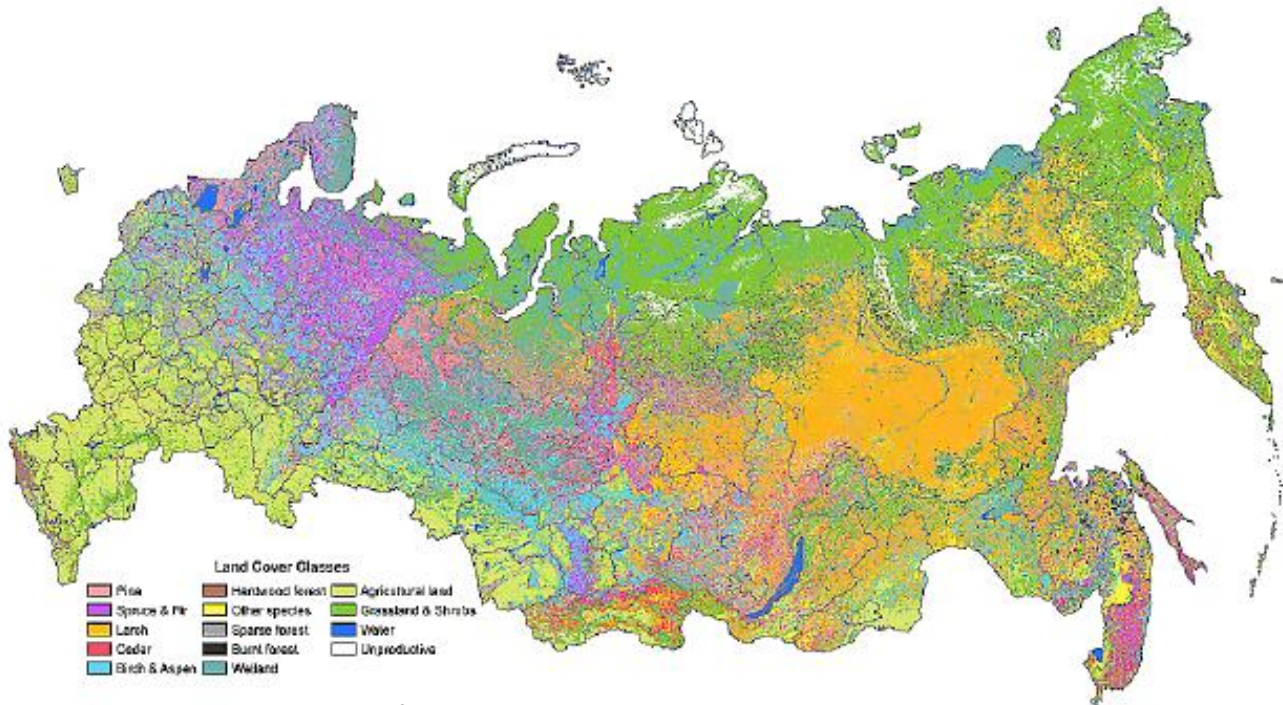 Land Cover Classes
Pine
Spruce & Fir
Larch
Cedar
Birch & Aspen
Hardwood forest
Other species
Sparse forest
Burnt forest
Wetland
Agricultural land
Grassland & Shrubs
Water
Unproductive